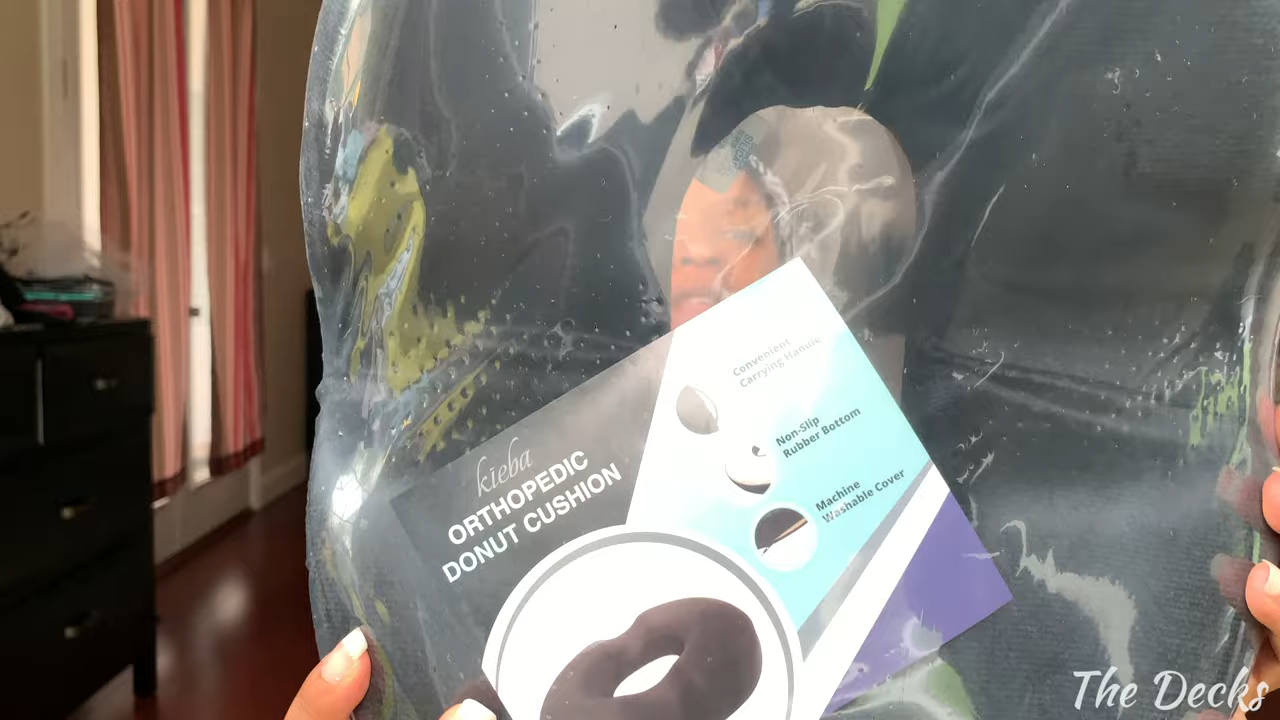 kieba
ORTHOPEDIC
DONUT CUSHION
Convenient
Carrying Handle
Non-Slip
Rubber Bottom
Machine
Washable Cover
The Decks